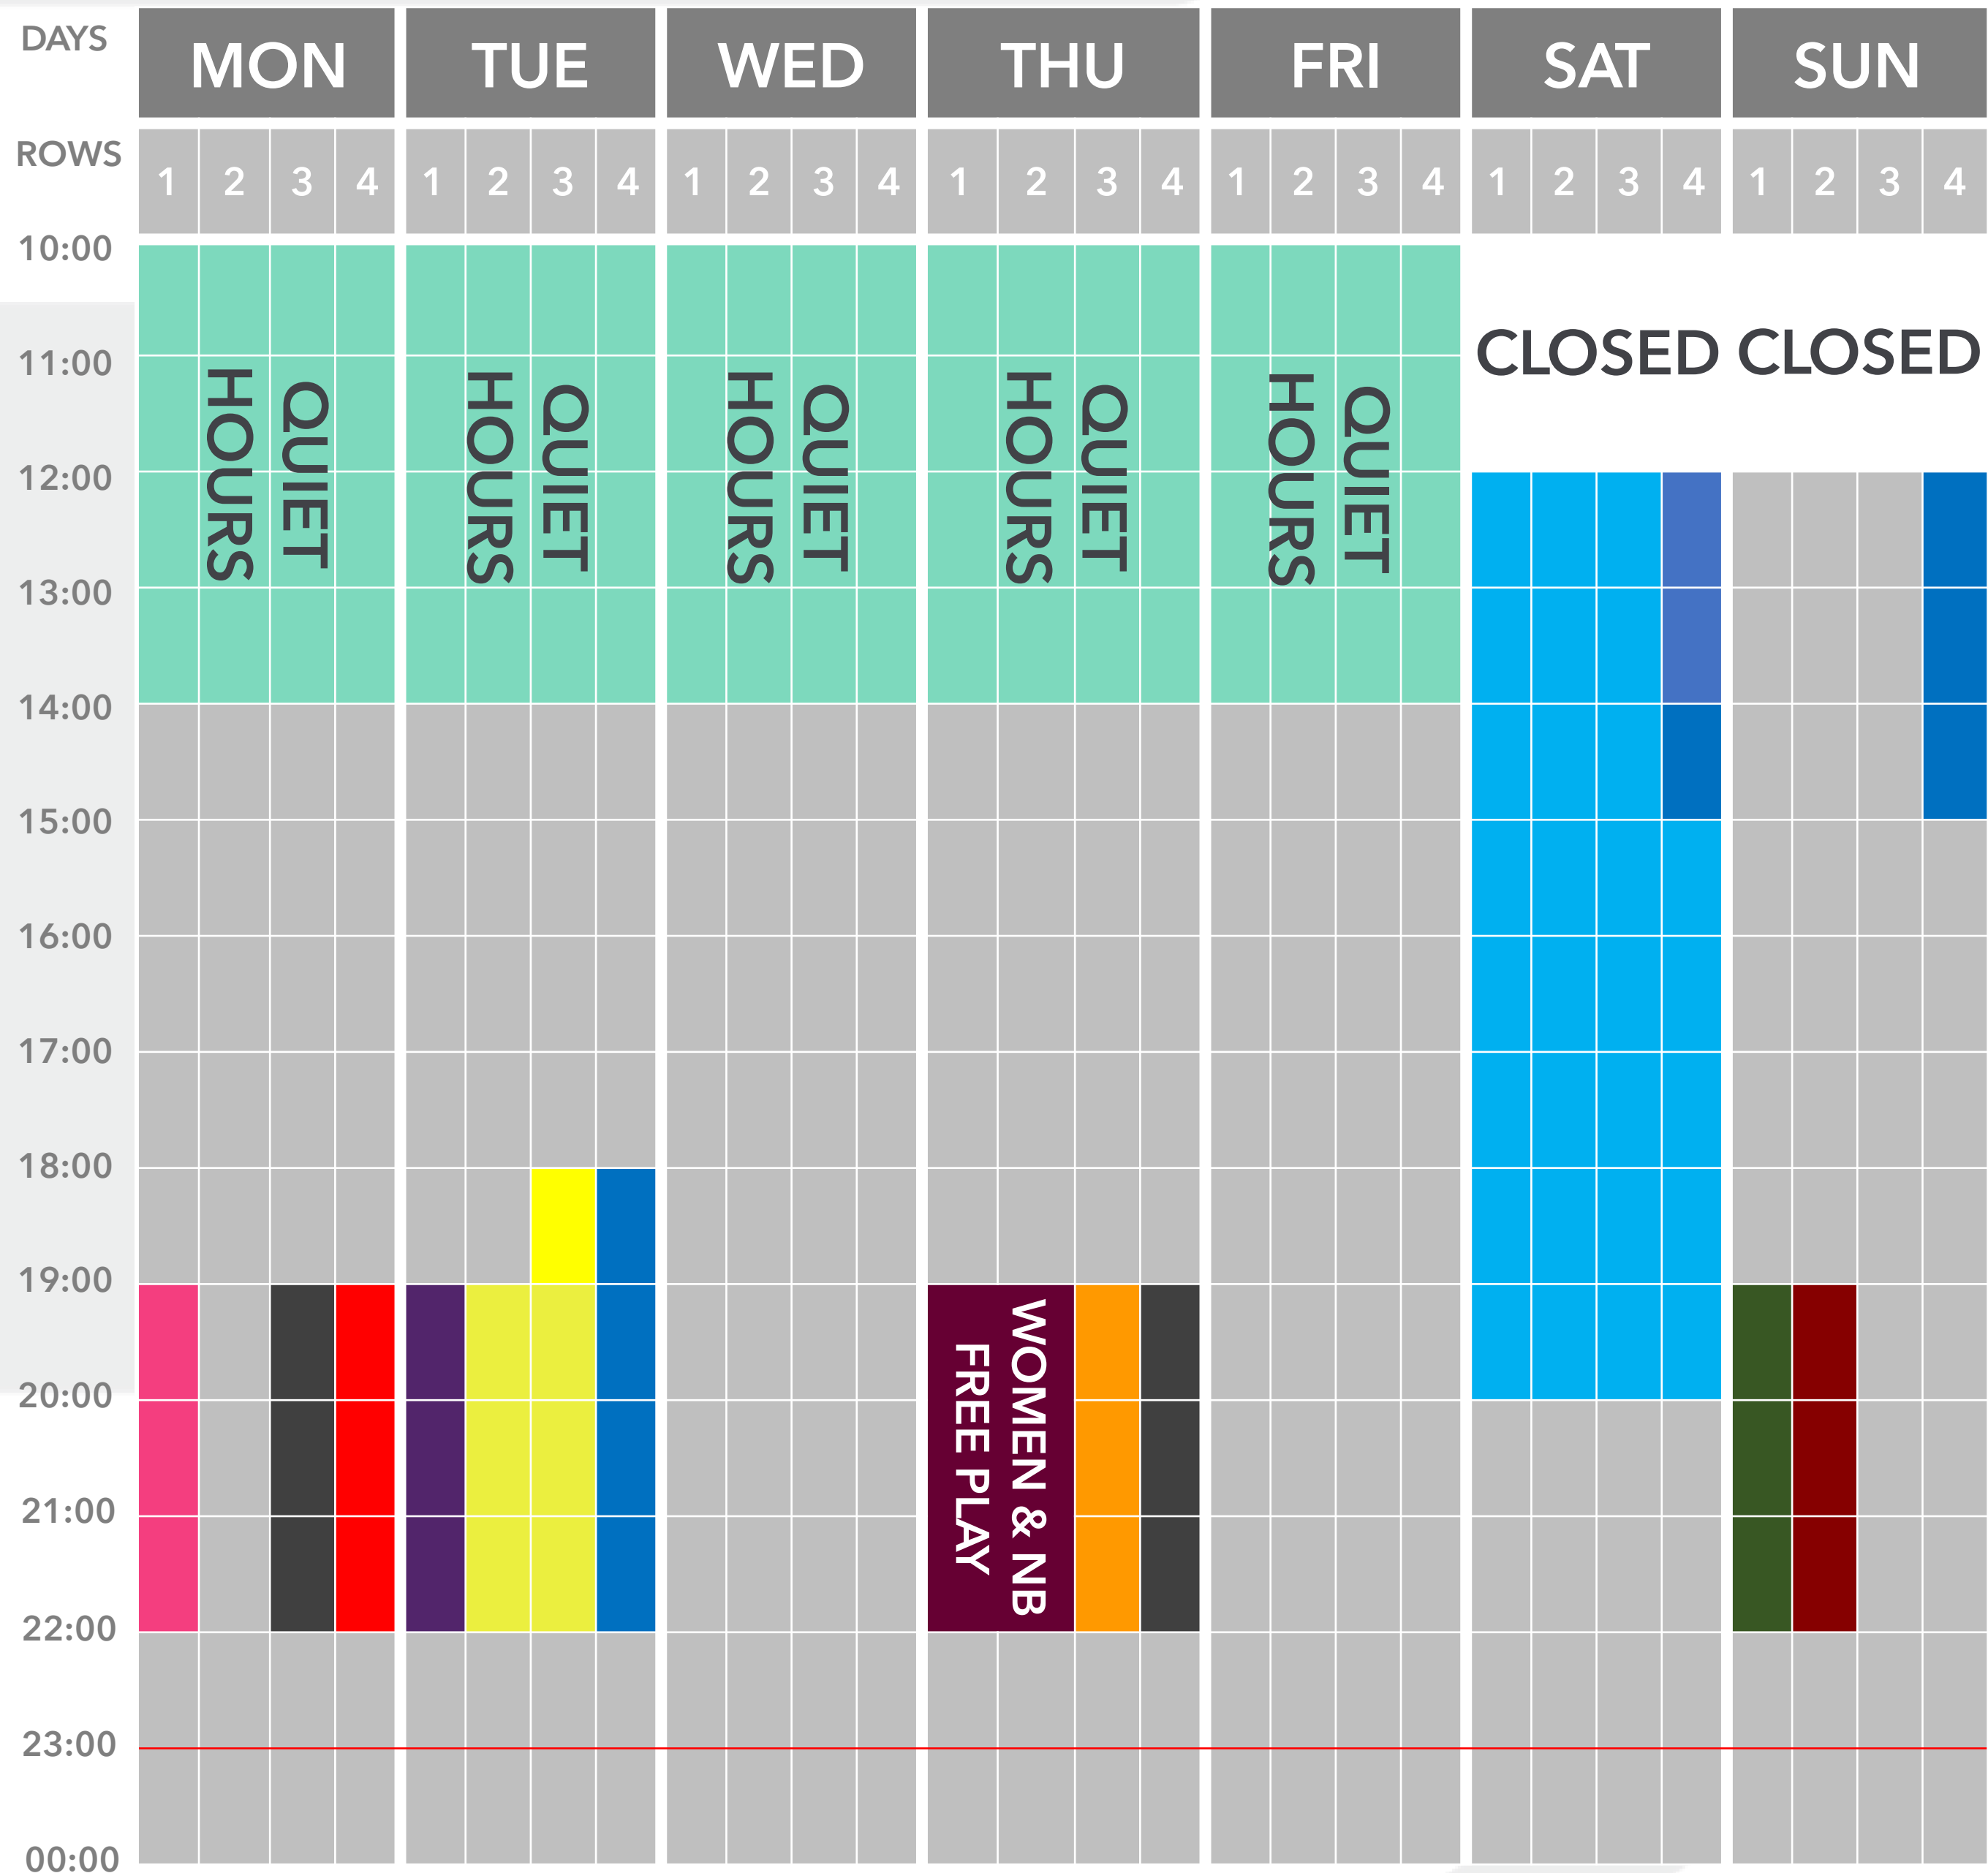 DAYS MON TUE WED THU FRI SAT SUN
ROWS 1 2 3 4 1 2 3 4 1 2 3 4 1 2 3 4 1 2 3 4 1 2 3 4 1 2 3 4
10:00
11:00
12:00
13:00
14:00
15:00
16:00
17:00
18:00
19:00
20:00
21:00
22:00
23:00
00:00
QUIET
HOURS
QUIET
HOURS
QUIET
HOURS
QUIET
HOURS
QUIET
HOURS
CLOSED
CLOSED
WOMEN & NB
FREE PLAY